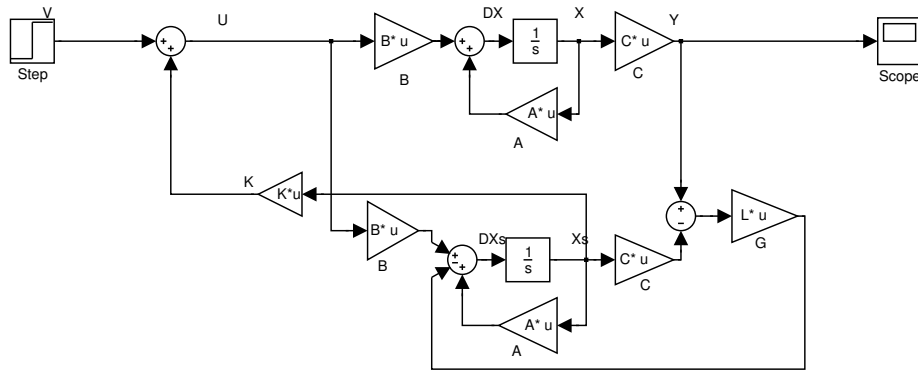 V
U
DX
X
Y
+
+
B* u
+
+
1
s
C* u
Step
B
C
Scope
A* u
A
K
K*u
B* u
DXs
Xs
+
−
L* u
G
B
+
−
+
1
s
C* u
C
A* u
A